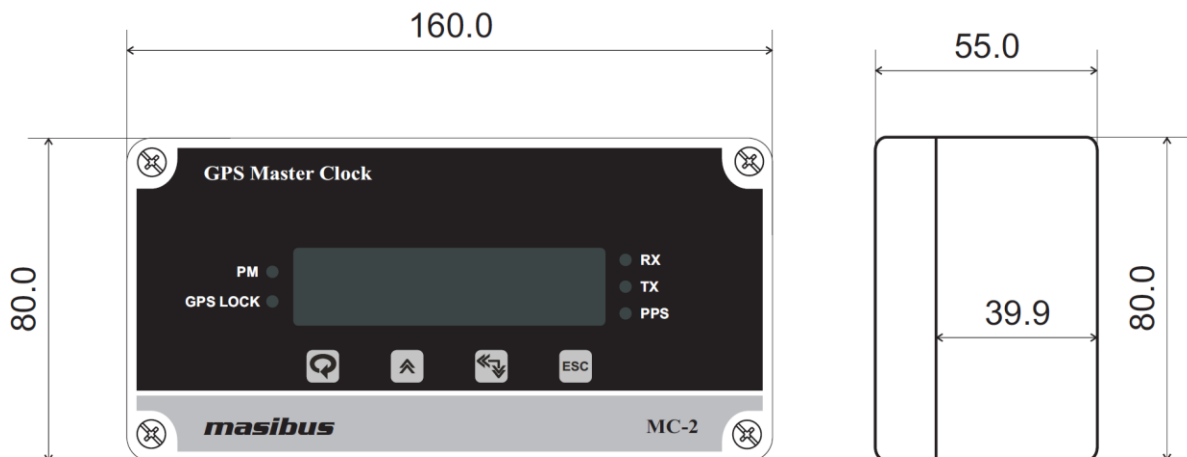 160.0
55.0
GPS Master Clock
80.0
PM
GPS LOCK
RX
TX
PPS
39.9
80.0
ESC
masibus
MC-2